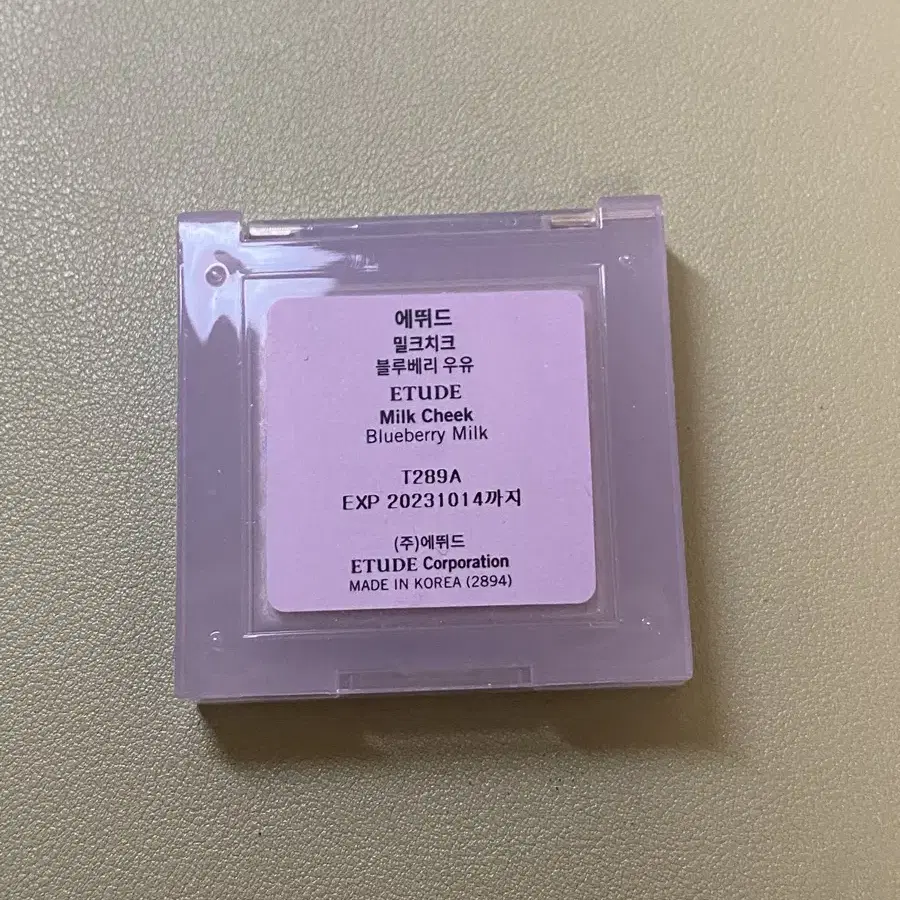 에뛰드
밀크치크
블루베리 우유
ETUDE
Milk Cheek
Blueberry Milk
T289A
EXP 20231014까지
(주)에뛰드
ETUDE Corporation
MADE IN KOREA (2894)